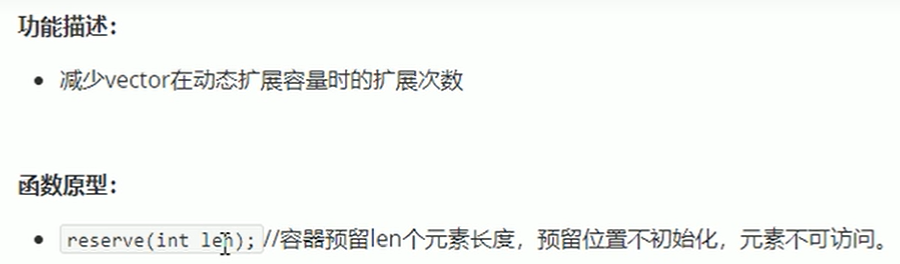 功能描述：
减少vector在动态扩展容量时的扩展次数
函数原型：
reserve(int len);//容器预留len个元素长度，预留位置不初始化，元素不可访问。